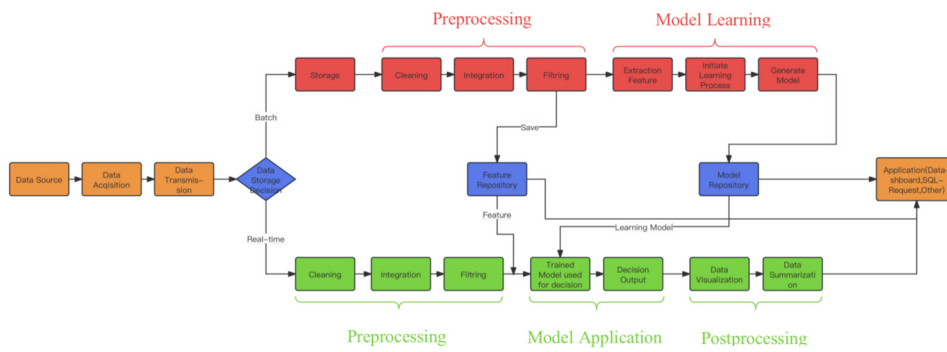 Preprocessing
Model Learning
Storage
Cleaning
Integration
Filtring
Extraction
Feature
Initiate
Learning
Process
Generate
Model
Batch
Save
Data Source
Data
Acqisition
Data
Transmis-
sion
Data
Storage
Decision
Feature
Repository
Model
Repository
Application(Data-
shboard,SQL-
Request,Other)
Real-time
Feature
Learning Model
Cleaning
Integration
Filtring
Trained
Model used
for decision
Decision
Output
Data
Visualization
Data
Summarizati-
on
Preprocessing
Model Application
Postprocessing